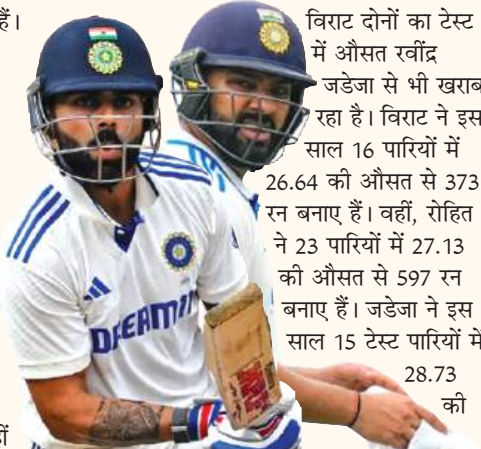 हैं।
विराट दोनों का टेस्ट
में औसत रवींद्र
जडेजा से भी खराब
रहा है। विराट ने इस
साल 16 पारियों में
26.64 की औसत से 373
रन बनाए हैं। वहीं, रोहित
ने 23 पारियों में 27.13
की औसत से 597 रन
बनाए हैं। जडेजा ने इस
साल 15 टेस्ट पारियों में
28.73
की